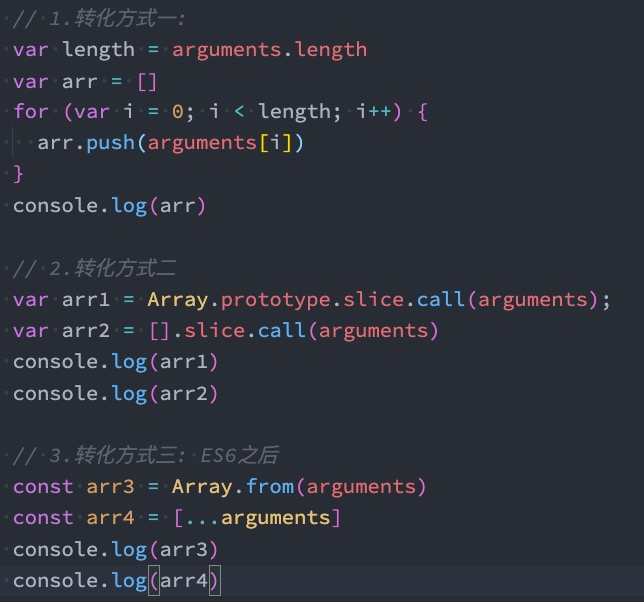 // 1.转化方式一:
var length = arguments.length
var arr = []
for (var i = 0; i < length; i++) {
  arr.push(arguments[i])
}
console.log(arr)

// 2.转化方式二
var arr1 = Array.prototype.slice.call(arguments);
var arr2 = [].slice.call(arguments)
console.log(arr1)
console.log(arr2)

// 3.转化方式三: ES6之后
const arr3 = Array.from(arguments)
const arr4 = [...arguments]
console.log(arr3)
console.log(arr4)